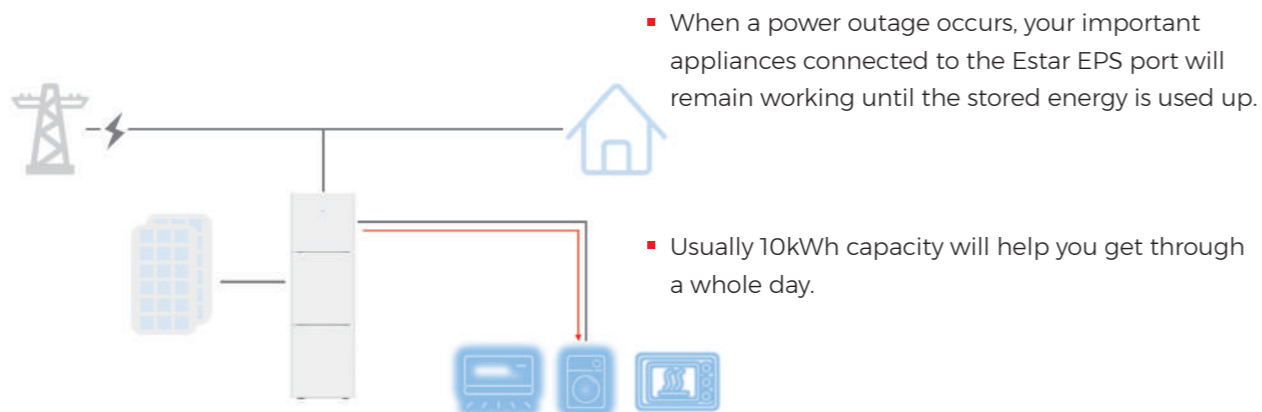 When a power outage occurs, your important
appliances connected to the Estar EPS port will
remain working until the stored energy is used up.
Usually 10kWh capacity will help you get through
a whole day.